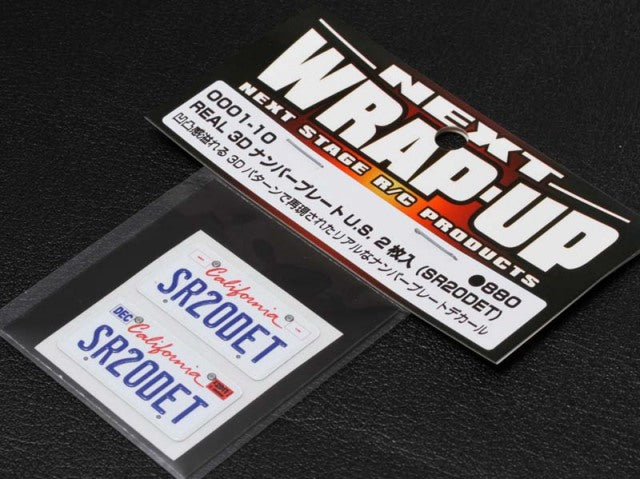 NEXT
WRAP-UP
NEXT STAGE R/C PRODUCTS
0001-10
●880
REAL 3D ナンバープレート U.S. 2枚入 (SR20DET)
凹凸感溢れる3Dパターンで再現されたリアルなナンバープレートデカール
California
SR20DET
DEC
California
SR20DET